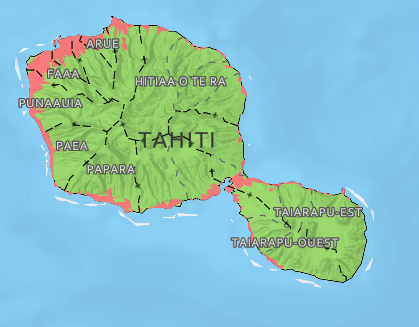 ARUE
FAAA
HITIAA O TE RA
PUNAAUIA
TAHITI
PAEA
PAPARA
TAIARAPU-EST
TAIARAPU-OUEST